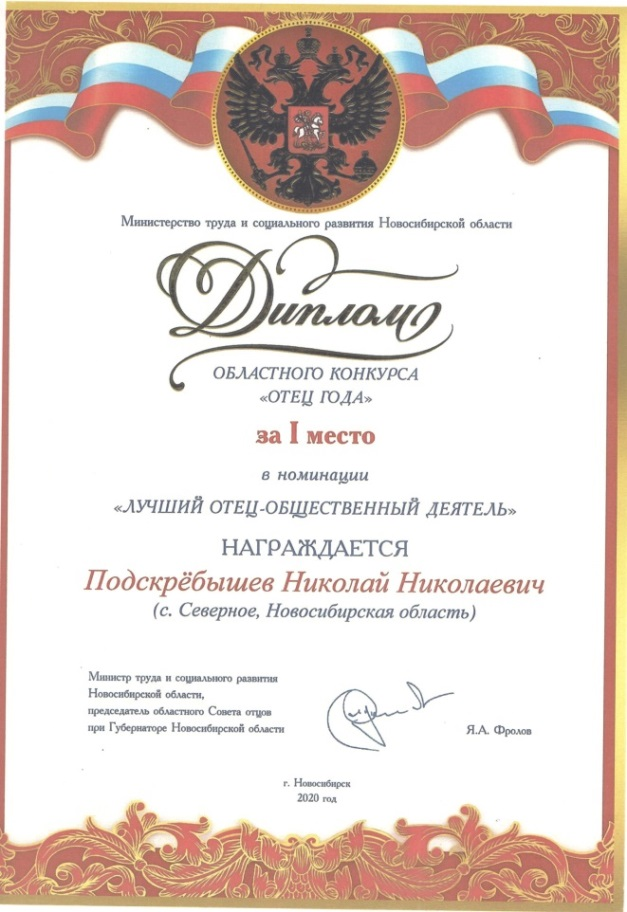 Министерство труда и социального развития Новосибирской области
Диплом
ОБЛАСТНОГО КОНКУРСА
«ОТЕЦ ГОДА»
за I место
в номинации
«ЛУЧШИЙ ОТЕЦ-ОБЩЕСТВЕННЫЙ ДЕЯТЕЛЬ»
НАГРАЖДАЕТСЯ
Подскрёбышев Николай Николаевич
(с. Северное, Новосибирская область)
Министр труда и социального развития
Новосибирской области,
председатель областного Совета отцов
при Губернаторе Новосибирской области
Я.А. Фролов
г. Новосибирск
2020 год